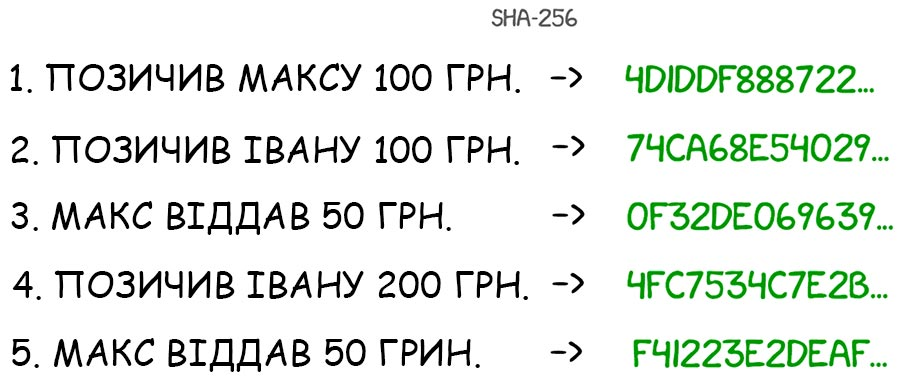 SHA-256
1. ПОЗИЧИВ МАКСУ 100 ГРН. -> 4D1DDF888722...
2. ПОЗИЧИВ ІВАНУ 100 ГРН. -> 74CA68E54029...
3. МАКС ВІДДАВ 50 ГРН. -> 0F32DE069639...
4. ПОЗИЧИВ ІВАНУ 200 ГРН. -> 4FC7534C7E2B...
5. МАКС ВІДДАВ 50 ГРИН. -> F41223E2DEAF...